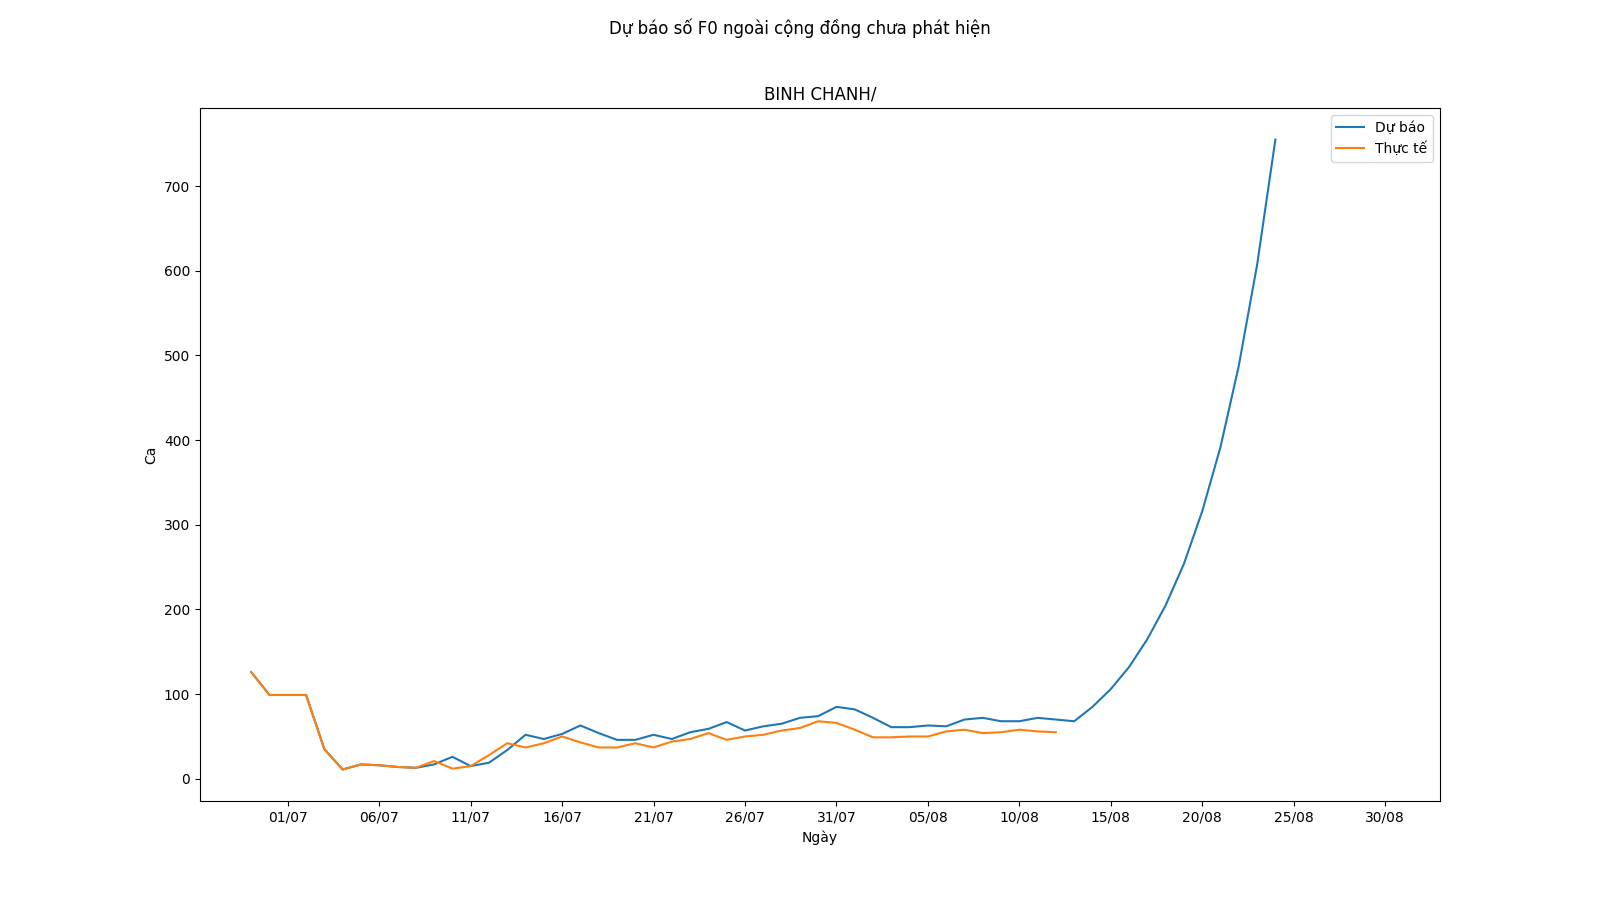 Dự báo số F0 ngoài cộng đồng chưa phát hiện
BINH CHANH/
Dự báo
Thực tế
700
600
500
400
300
200
100
0
Ca
01/07 06/07 11/07 16/07 21/07 26/07 31/07 05/08 10/08 15/08 20/08 25/08 30/08
Ngày